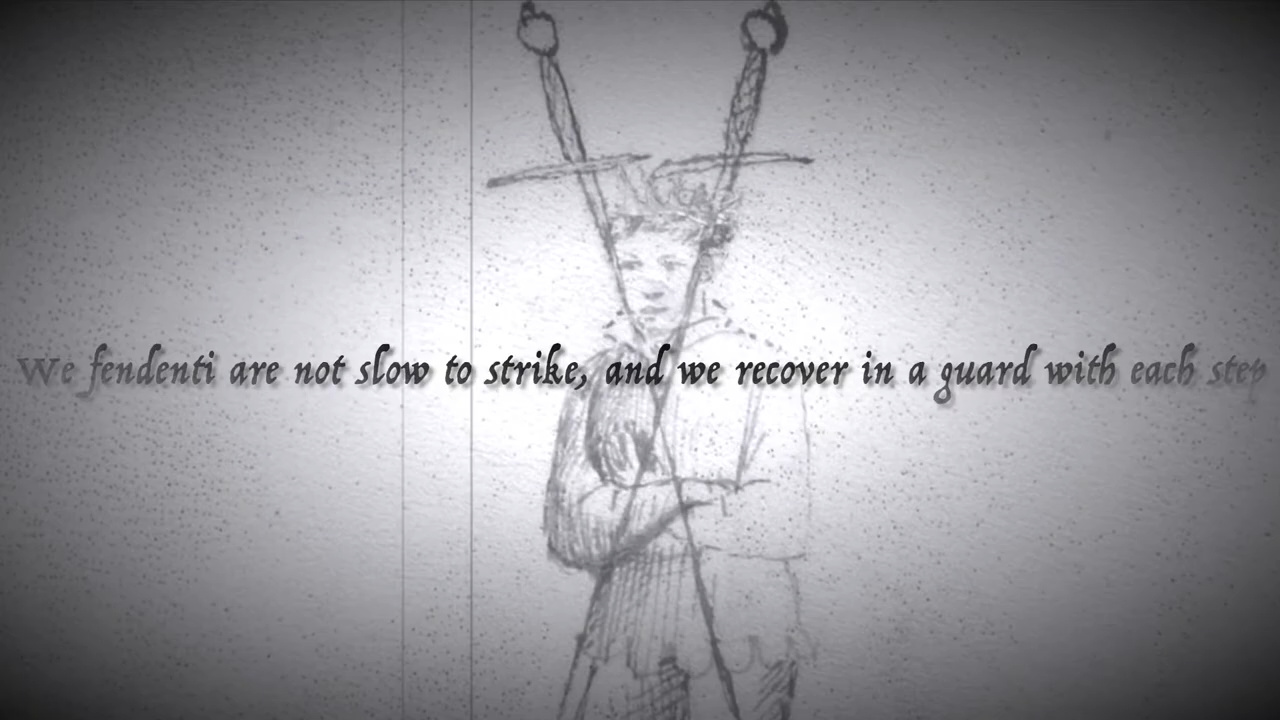 We fendenti are not slow to strike, and we recover in a guard with each step